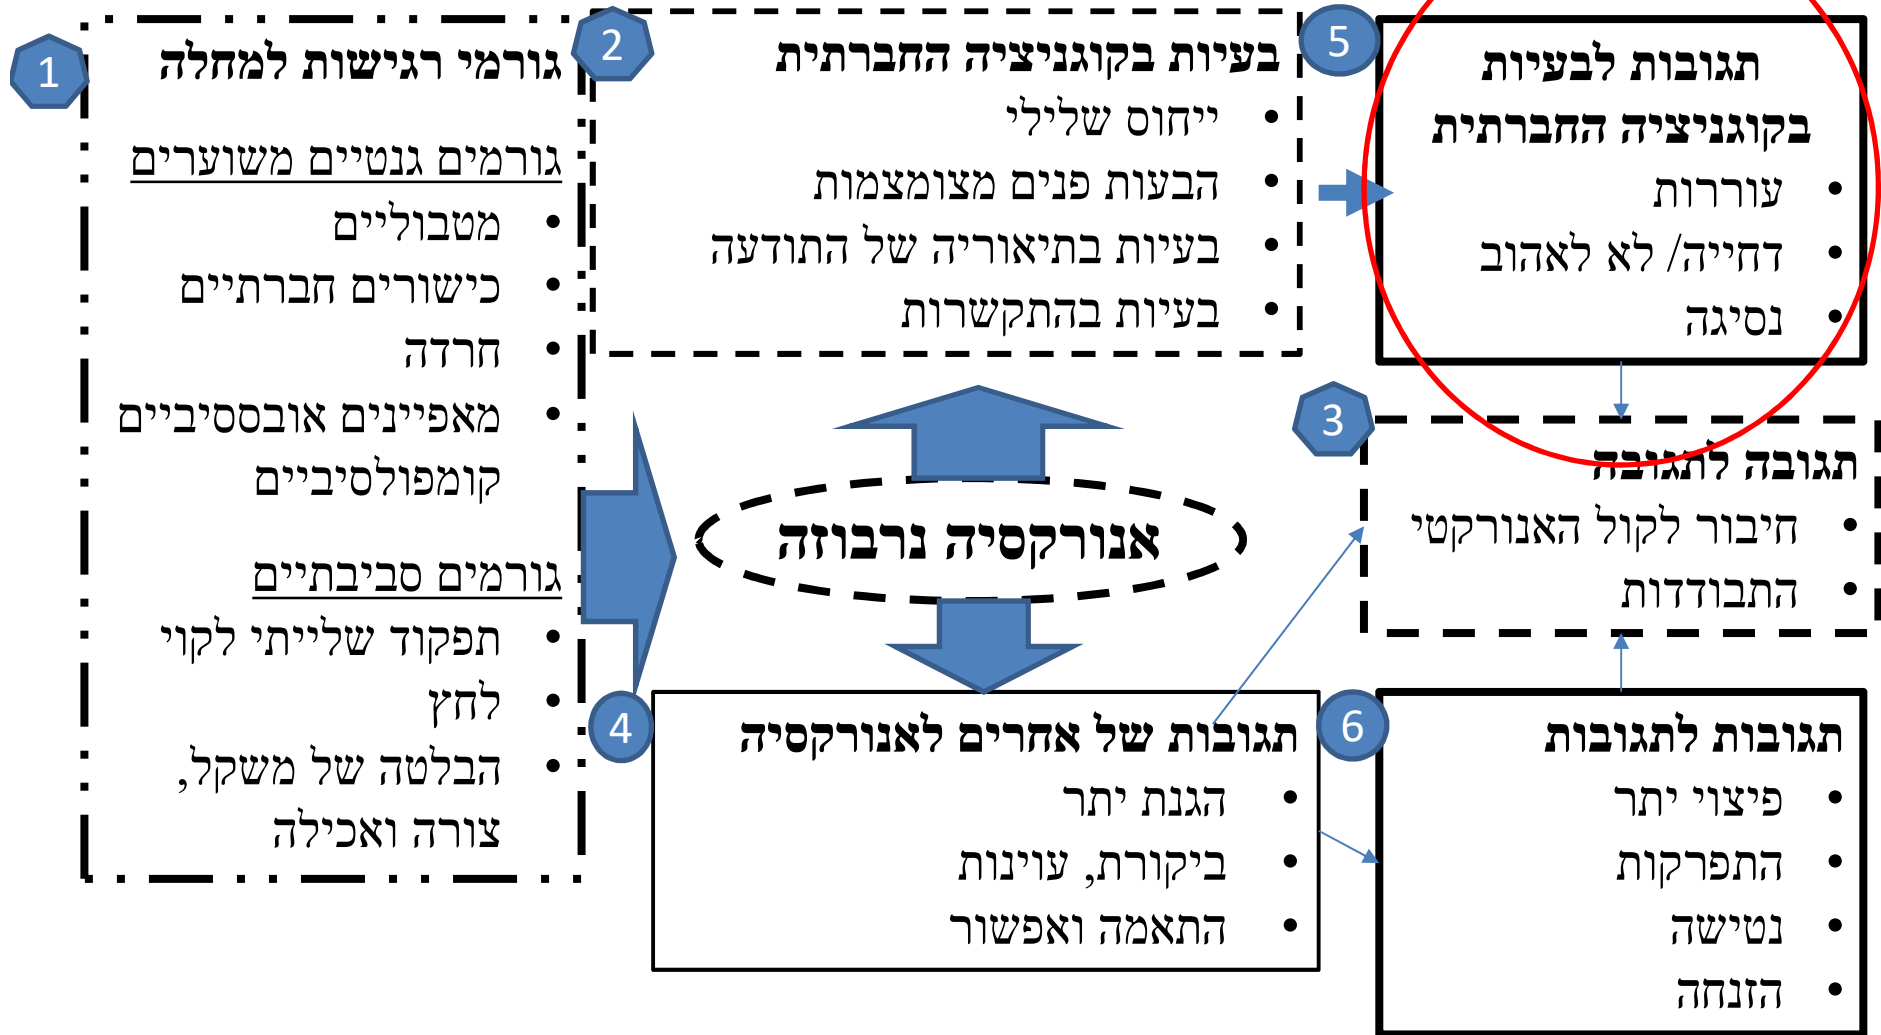 1
גורמי רגישות למחלה
גורמים גנטיים משוערים
• מטבוליים
• כישורים חברתיים
• חרדה
• מאפיינים אובססיביים
קומפולסיביים
גורמים סביבתיים
• תפקוד שלייתי לקוי
• לחץ
• הבלטה של משקל,
צורה ואכילה
2
בעיות בקוגניציה החברתית
• ייחוס שלילי
• הבעות פנים מצומצמות
• בעיות בתיאוריה של התודעה
• בעיות בהתקשרות
אנורקסיה נרבוזה
3
תגובה לתגובה
• חיבור לקול האנורקטי
• התבודדות
4
תגובות של אחרים לאנורקסיה
• הגנת יתר
• ביקורת, עוינות
• התאמה ואפשור
5
תגובות לבעיות
בקוגניציה החברתית
• עוררות
• דחייה/ לא לאהוב
• נסיגה
6
תגובות לתגובות
• פיצוי יתר
• התפרקות
• נטישה
• הזנחה